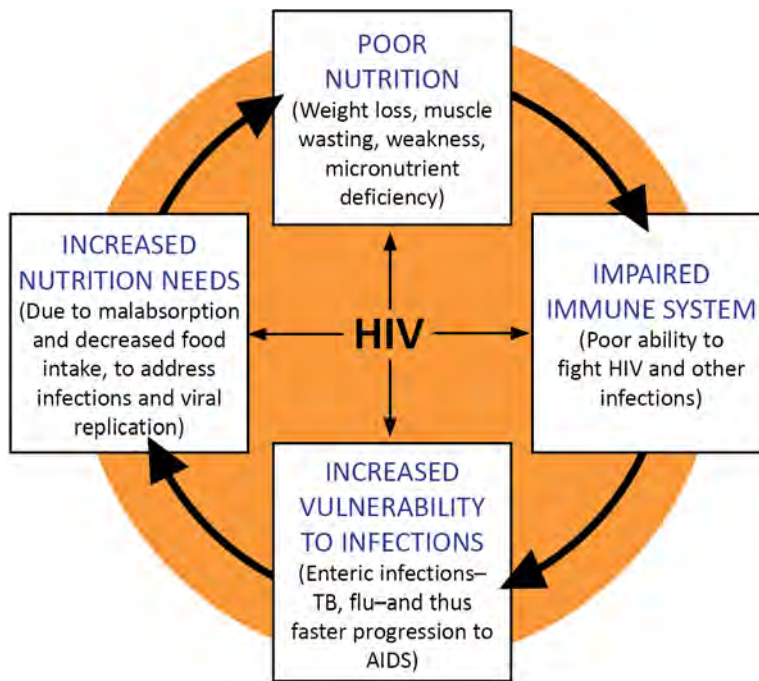 POOR
NUTRITION
(Weight loss, muscle
wasting, weakness,
micronutrient
deficiency)
INCREASED
NUTRITION NEEDS
(Due to malabsorption
and decreased food
intake, to address
infections and viral
replication)
HIV
IMPAIRED
IMMUNE SYSTEM
(Poor ability to
fight HIV and other
infections)
INCREASED
VULNERABILITY
TO INFECTIONS
(Enteric infections–
TB, flu–and thus
faster progression to
AIDS)